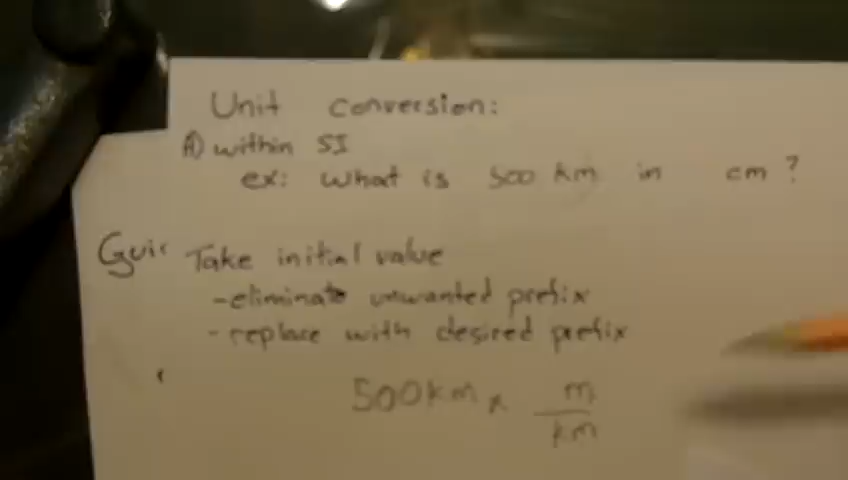 Unit conversion:
A) within SI
ex: What is 500 km in cm?
Take initial value
- eliminate unwanted prefix
- replace with desired prefix
500km x m
km